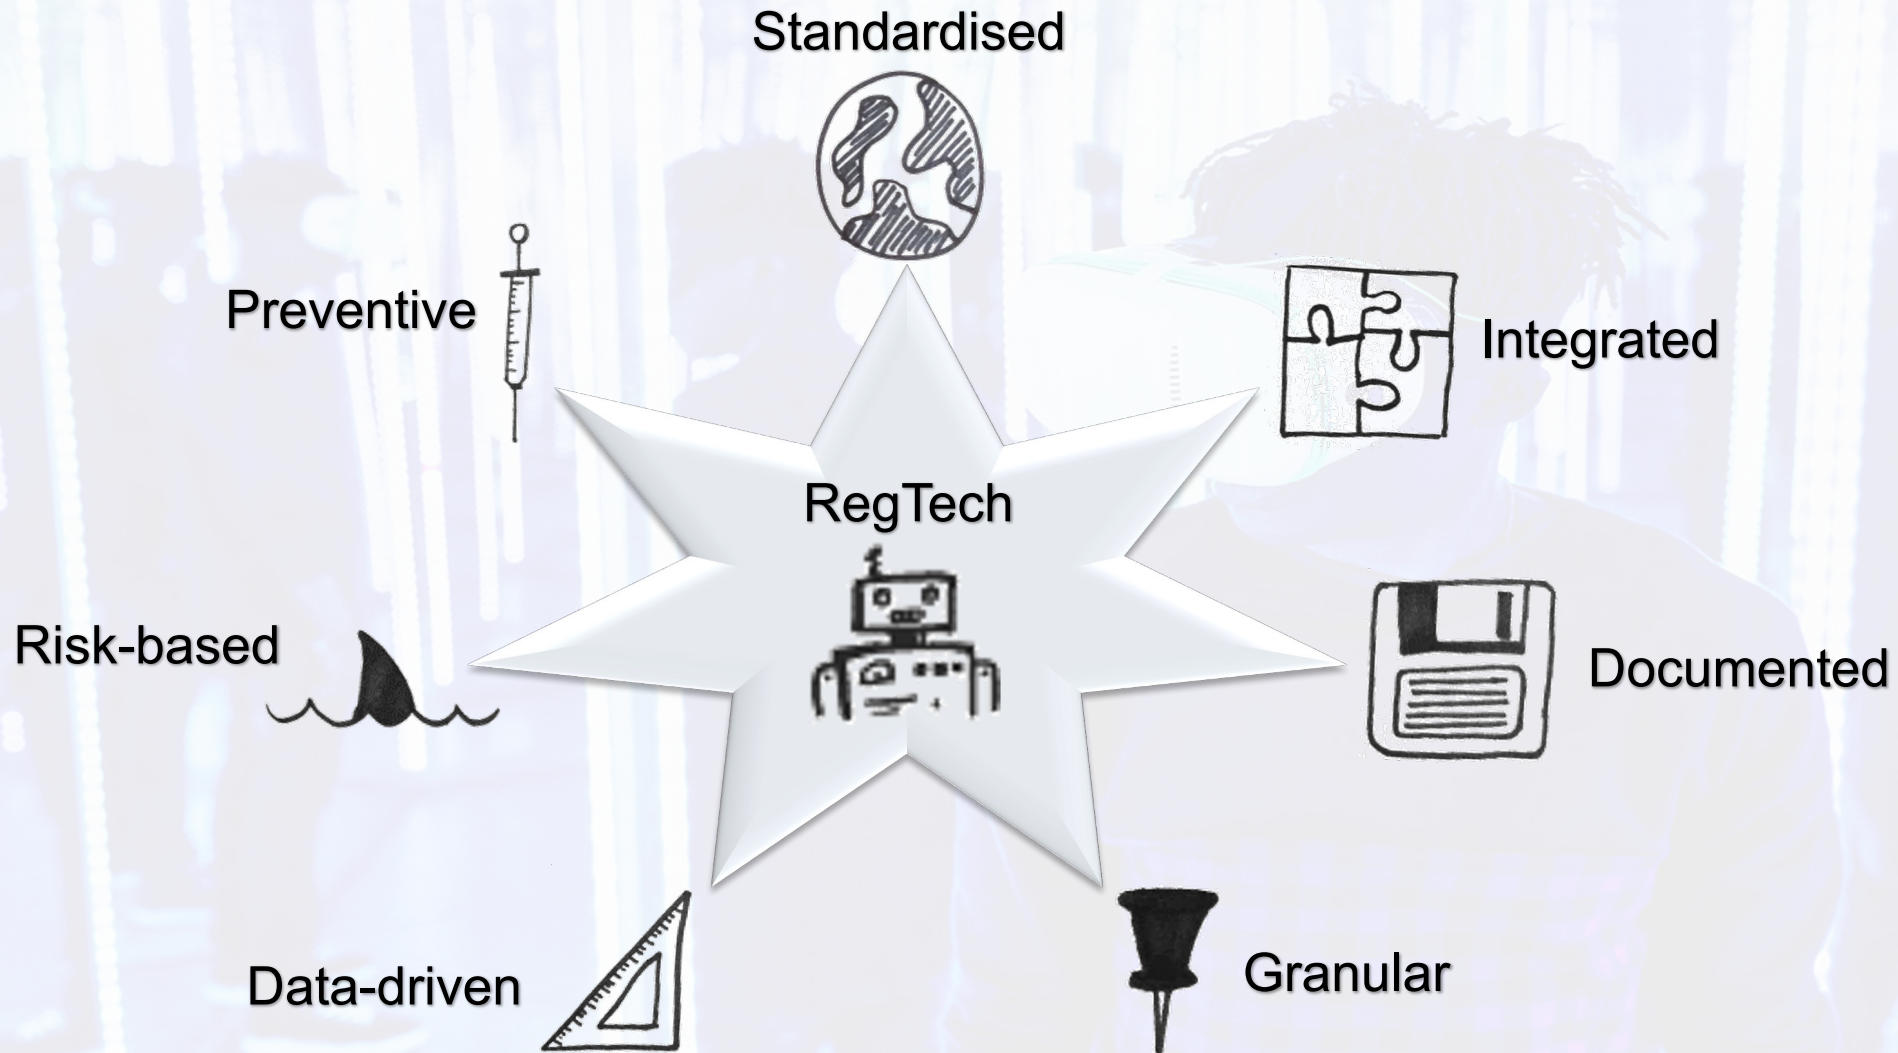 Standardised
Preventive
Integrated
RegTech
Risk-based
Documented
Data-driven
Granular